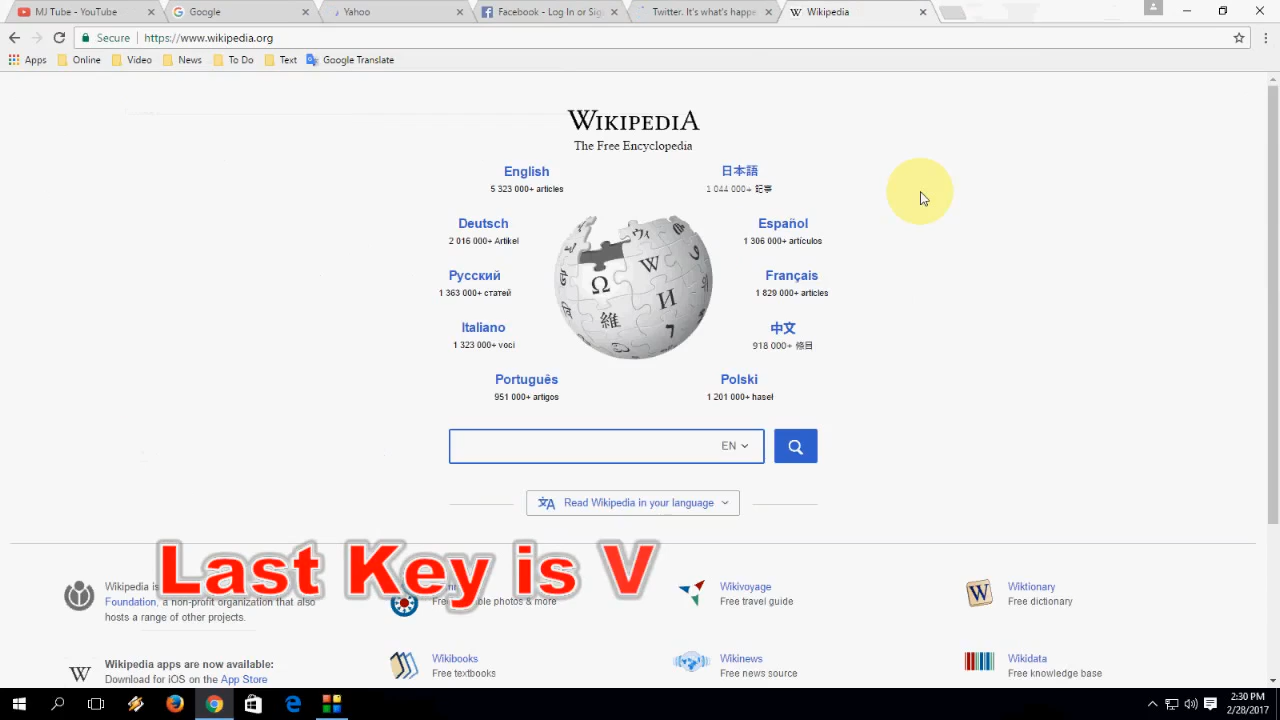 MJ Tube - YouTube
Google
Yahoo
Facebook - Log In or Sig
Twitter. It's what's happe
Wikipedia
Secure
https://www.wikipedia.org
Apps
Online
Video
News
To Do
Text
Google Translate
WIKIPEDIA
The Free Encyclopedia
English
5 323 000+ articles
日本語
1 044 000+ 記事
Deutsch
2 016 000+ Artikel
Español
1 306 000+ artículos
Русский
1 363 000+ статей
Français
1 829 000+ articles
Italiano
1 323 000+ voci
中文
918 000+ 條目
Português
951 000+ artigos
Polski
1 201 000+ haseł
Ω
W
И
維
EN
Read Wikipedia in your language
Last Key is V
Wikipedia is
Foundation, a non-profit organization that also
hosts a range of other projects.
photos & more
Wikivoyage
Free travel guide
Wiktionary
Free dictionary
Wikipedia apps are now available:
Download for iOS on the App Store
Wikibooks
Free textbooks
Wikinews
Free news source
Wikidata
Free knowledge base
2:30 PM
2/28/2017